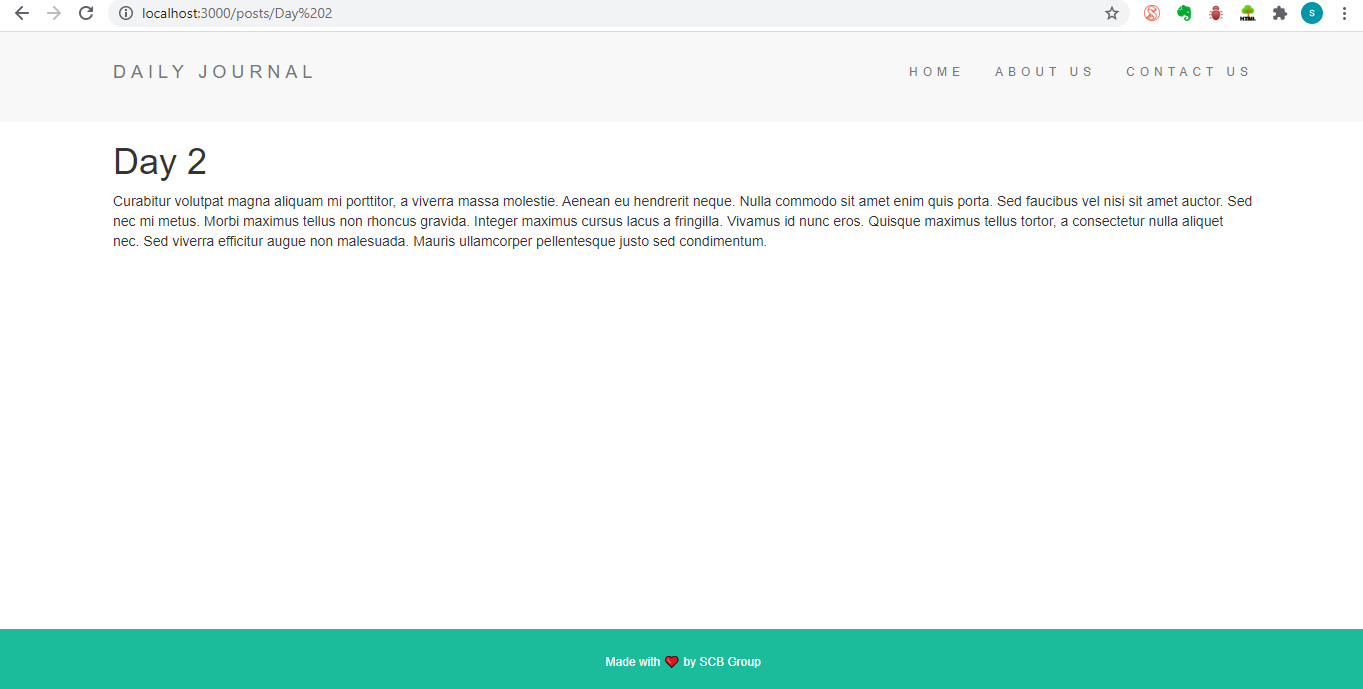 localhost:3000/posts/Day%202
S
HTML
DAILY JOURNAL
HOME ABOUT US CONTACT US
Day 2
Curabitur volutpat magna aliquam mi porttitor, a viverra massa molestie. Aenean eu hendrerit neque. Nulla commodo sit amet enim quis porta. Sed faucibus vel nisi sit amet auctor. Sed
nec mi metus. Morbi maximus tellus non rhoncus gravida. Integer maximus cursus lacus a fringilla. Vivamus id nunc eros. Quisque maximus tellus tortor, a consectetur nulla aliquet
nec. Sed viverra efficitur augue non malesuada. Mauris ullamcorper pellentesque justo sed condimentum.
Made with ❤ by SCB Group